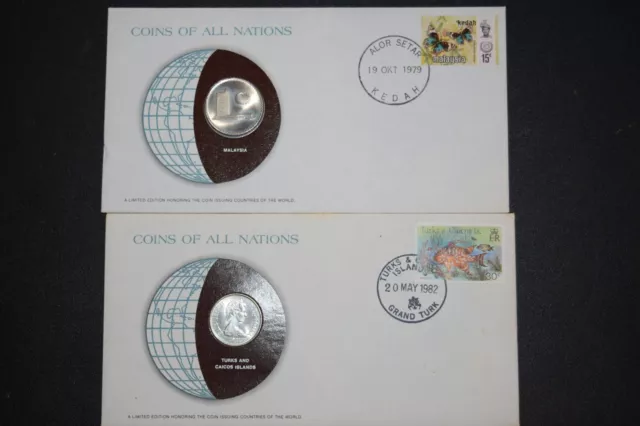 COINS OF ALL NATIONS
ALOR SETAR
19 OKT 1979
KEDAH
kedah
malaysia
15¢
MALAYSIA
A LIMITED EDITION HONORING THE COIN ISSUING COUNTRIES OF THE WORLD.
COINS OF ALL NATIONS
TURKS &
ISLANDS
20 MAY 1982
GRAND TURK
ER
TURKS AND
CAICOS ISLANDS
A LIMITED EDITION HONORING THE COIN ISSUING COUNTRIES OF THE WORLD.